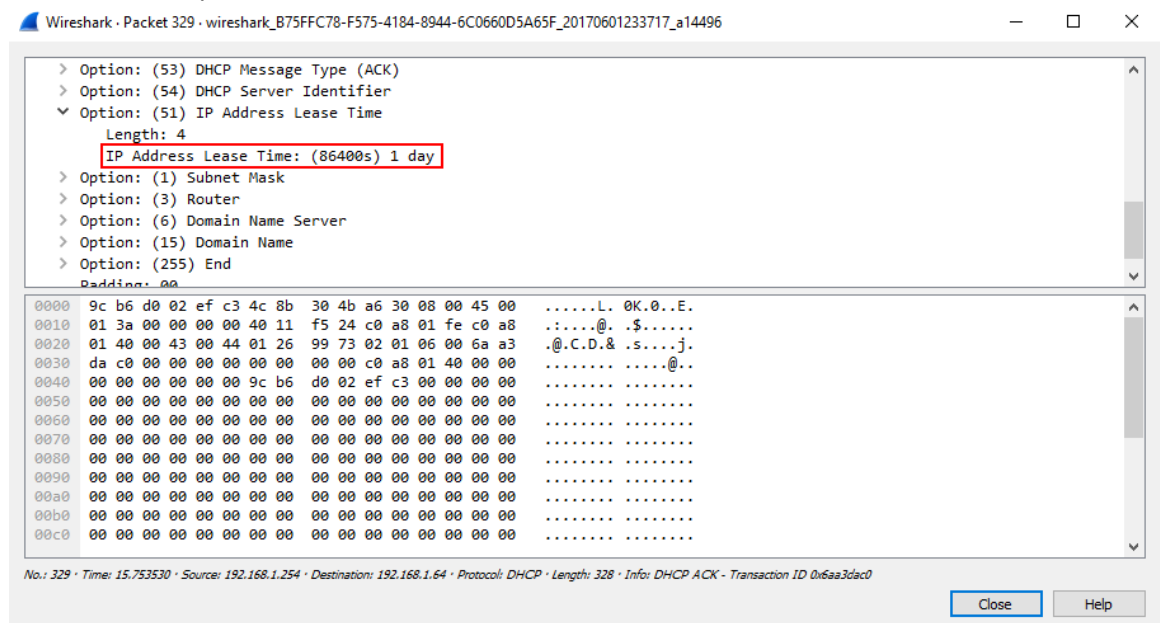 Wireshark · Packet 329 · wireshark_B75FFC78-F575-4184-8944-6C0660D5A65F_20170601233717_a14496
> Option: (53) DHCP Message Type (ACK)
> Option: (54) DHCP Server Identifier
Option: (51) IP Address Lease Time
Length: 4
IP Address Lease Time: (86400s) 1 day
> Option: (1) Subnet Mask
> Option: (3) Router
> Option: (6) Domain Name Server
> Option: (15) Domain Name
> Option: (255) End
Padding: 00
0000 9c b6 d0 02 ef c3 4c 8b 30 4b a6 30 08 00 45 00 ......L. 0K.0..E.
0010 01 3a 00 00 00 00 40 11 f5 24 c0 a8 01 fe c0 a8 .:....@. .$......
0020 01 40 00 43 00 44 01 26 99 73 02 01 06 00 6a a3 .@.C.D.& .s....j.
0030 da c0 00 00 00 00 00 00 00 00 c0 a8 01 40 00 00 ........ .....@..
0040 00 00 00 00 00 00 9c b6 d0 02 ef c3 00 00 00 00 ........ ........
0050 00 00 00 00 00 00 00 00 00 00 00 00 00 00 00 00 ........ ........
0060 00 00 00 00 00 00 00 00 00 00 00 00 00 00 00 00 ........ ........
0070 00 00 00 00 00 00 00 00 00 00 00 00 00 00 00 00 ........ ........
0080 00 00 00 00 00 00 00 00 00 00 00 00 00 00 00 00 ........ ........
0090 00 00 00 00 00 00 00 00 00 00 00 00 00 00 00 00 ........ ........
00a0 00 00 00 00 00 00 00 00 00 00 00 00 00 00 00 00 ........ ........
00b0 00 00 00 00 00 00 00 00 00 00 00 00 00 00 00 00 ........ ........
00c0 00 00 00 00 00 00 00 00 00 00 00 00 00 00 00 00 ........ ........
No.: 329 · Time: 15.753530 · Source: 192.168.1.254 · Destination: 192.168.1.64 · Protocol: DHCP · Length: 328 · Info: DHCP ACK - Transaction ID 0x6aa3dac0
Close Help